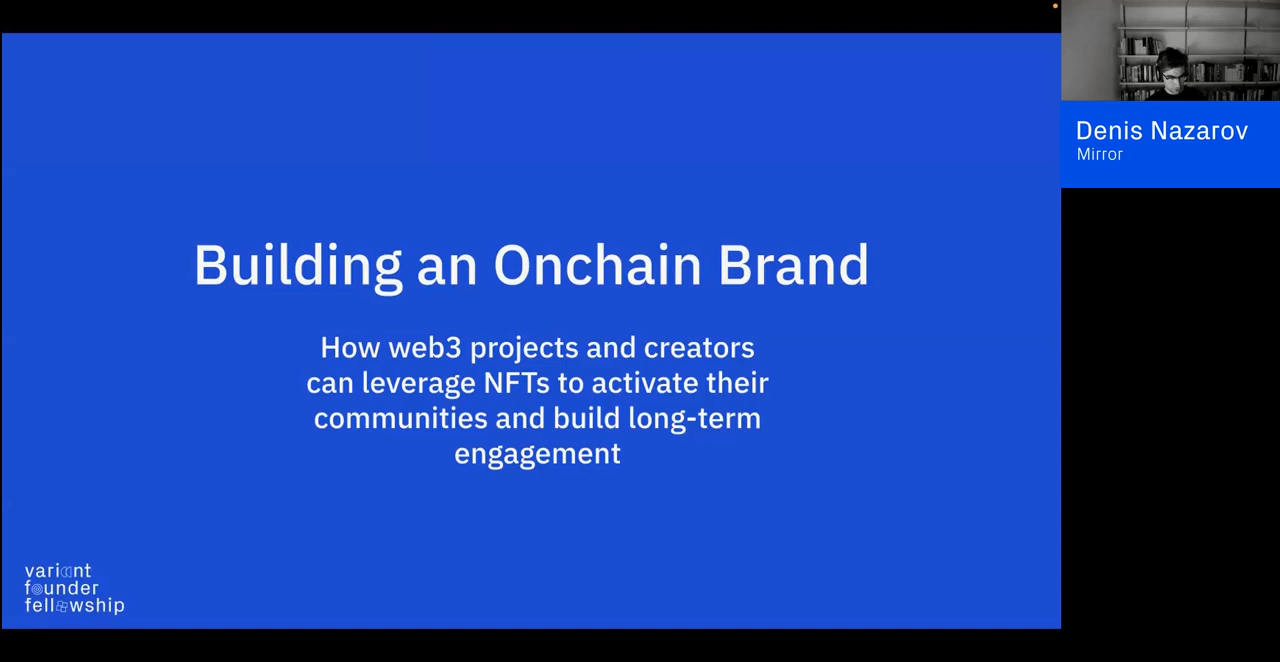 Building an Onchain Brand
How web3 projects and creators
can leverage NFTs to activate their
communities and build long-term
engagement
variant
founder
fellowship
Denis Nazarov
Mirror